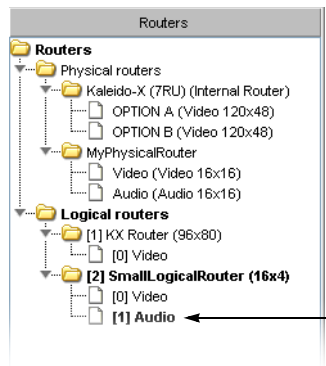 Routers
Routers
Physical routers
Kaleido-X (7RU) (Internal Router)
OPTION A (Video 120x48)
OPTION B (Video 120x48)
MyPhysicalRouter
Video (Video 16x16)
Audio (Audio 16x16)
Logical routers
[1] KX Router (96x80)
[0] Video
[2] SmallLogicalRouter (16x4)
[0] Video
[1] Audio